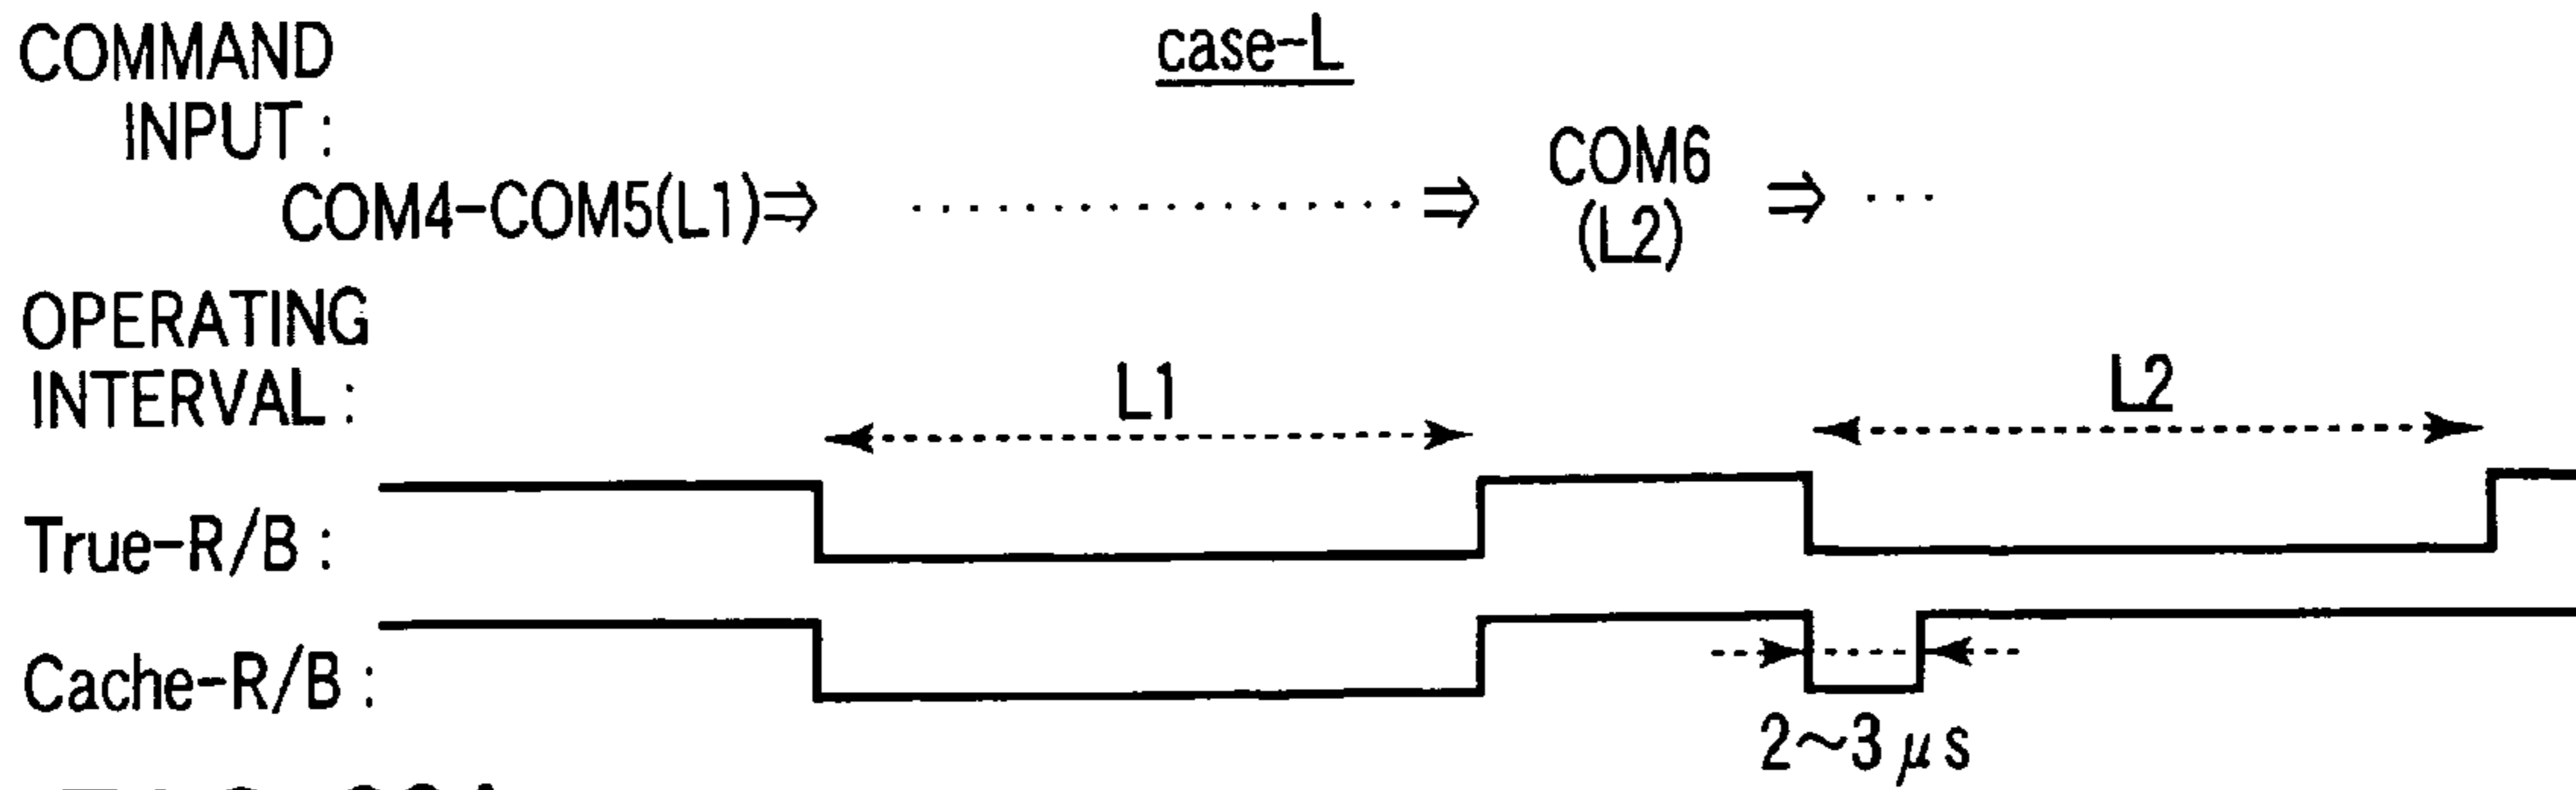 case-L
COMMAND
INPUT :
COM4-COM5(L1)⇒ ・・・・・・・・・・・・・・・・・・ ⇒ COM6 ⇒ ・・・
(L2)
OPERATING
INTERVAL :
L1
L2
True-R/B :
Cache-R/B :
2~3 μs